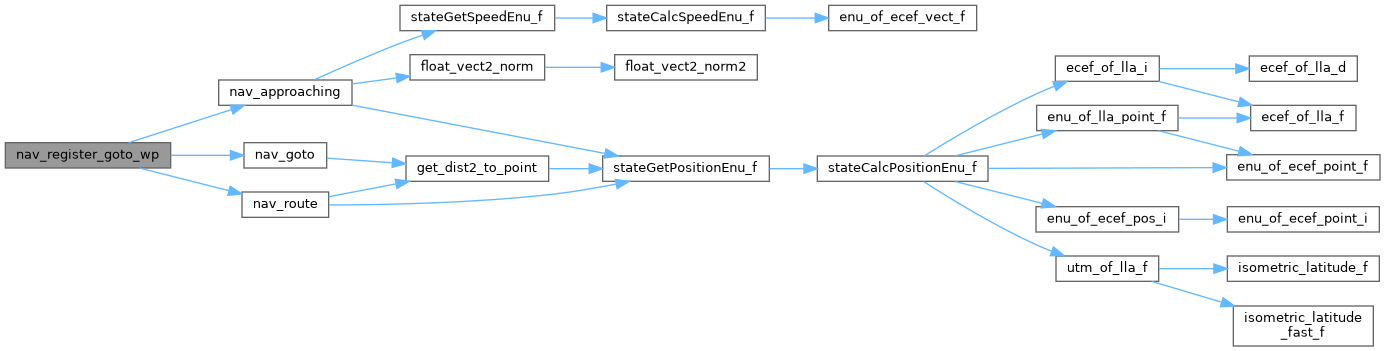 nav_register_goto_wp
nav_approaching
nav_goto
nav_route
stateGetSpeedEnu_f
float_vect2_norm
get_dist2_to_point
stateCalcSpeedEnu_f
float_vect2_norm2
stateGetPositionEnu_f
enu_of_ecef_vect_f
stateCalcPositionEnu_f
ecef_of_lla_i
enu_of_lla_point_f
enu_of_ecef_pos_i
utm_of_lla_f
ecef_of_lla_d
ecef_of_lla_f
enu_of_ecef_point_f
enu_of_ecef_point_i
isometric_latitude_f
isometric_latitude
_fast_f